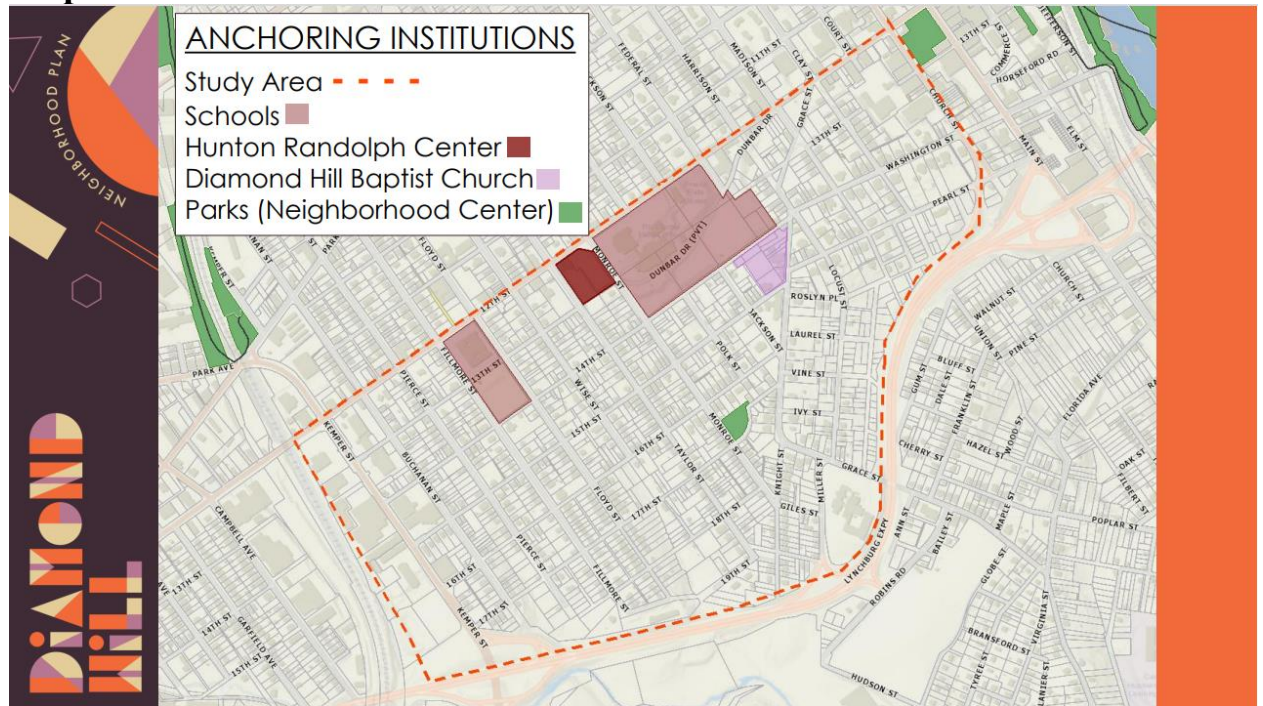 NEIGHBORHOOD PLAN
DIAMOND
HILL
ANCHORING INSTITUTIONS
Study Area
Schools
Hunton Randolph Center
Diamond Hill Baptist Church
Parks (Neighborhood Center)
FEDERAL ST
HARRISON ST
MADISON ST
11TH ST
CLAY ST
COURT ST
13TH ST
COMMERCE ST
JEFFERSON ST
HORSEFORD RD
CHURCH ST
MAIN ST
ELM ST
DUNBAR DR
GRACE ST
13TH ST
WASHINGTON ST
PEARL ST
KEMPER ST
FLOYD ST
12TH ST
MONROE ST
DUNBAR DR (PVT)
LOCUST ST
ROSLYN PL
JACKSON ST
LAUREL ST
POLK ST
VINE ST
IVY ST
PARK AVE
FILLMORE ST
13TH ST
PIERCE ST
14TH ST
WISE ST
15TH ST
16TH ST
MONROE ST
TAYLOR ST
KNIGHT ST
MILLER ST
GRACE ST
GILES ST
KEMPER ST
BUCHANAN ST
FLOYD ST
17TH ST
18TH ST
19TH ST
PIERCE ST
FILLMORE ST
16TH ST
17TH ST
KEMPER ST
CAMPBELL AVE
13TH ST
14TH ST
GARFIELD AVE
15TH ST
LYNCHBURG EXPY
ROBINS RD
ANN ST
BAILEY ST
CHURCH ST
WALNUT ST
UNION ST
PINE ST
BLUFF ST
GUM ST
DALE ST
FRANKLIN ST
FLORIDA AVE
WOOD ST
HAZEL ST
CHERRY ST
MAPLE ST
OAK ST
FILBERT ST
POPLAR ST
GLOBE ST
VIRGINIA ST
BRANSFORD ST
TYREE ST
LANIER ST
HUDSON ST